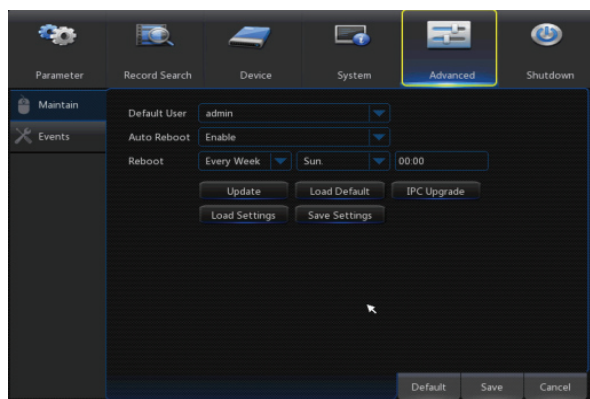 Parameter Record Search Device System Advanced Shutdown
Maintain
Events
Default User admin
Auto Reboot Enable
Reboot Every Week Sun. 00:00
Update Load Default IPC Upgrade
Load Settings Save Settings
Default Save Cancel